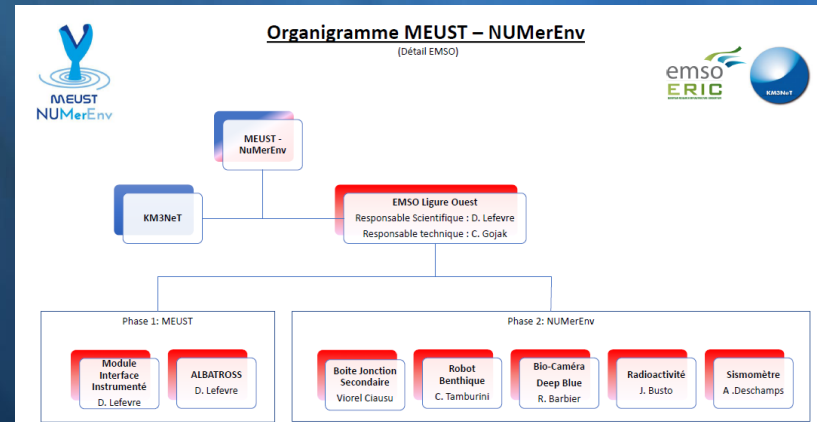 Organigramme MEUST – NUMerEnv
(Détail EMSO)
MEUST
NUMerEnv
emso
ERIC
KM3NeT
MEUST -
NuMerEnv
KM3NeT
EMSO Ligure Ouest
Responsable Scientifique : D. Lefevre
Responsable technique : C. Gojak
Phase 1: MEUST
Module
Interface
Instrumenté
D. Lefevre
ALBATROSS
D. Lefevre
Phase 2: NUMerEnv
Boite Jonction
Secondaire
Viorel Ciausu
Robot
Benthique
C. Tamburini
Bio-Caméra
Deep Blue
R. Barbier
Radioactivité
J. Busto
Sismomètre
A .Deschamps